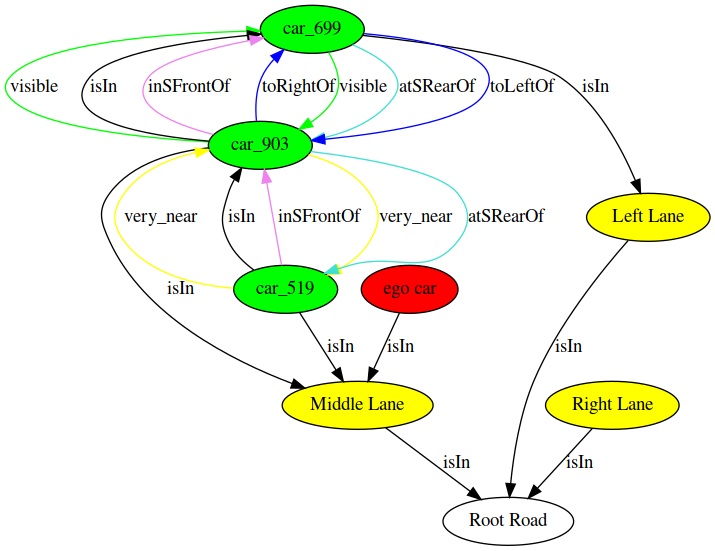 car_699
visible
isIn
inSFrontOf
toRightOf
visible
atSRearOf
toLeftOf
isIn
car_903
very_near
isIn
inSFrontOf
very_near
atSRearOf
Left Lane
isIn
car_519
ego car
isIn
isIn
isIn
Middle Lane
Right Lane
isIn
isIn
Root Road